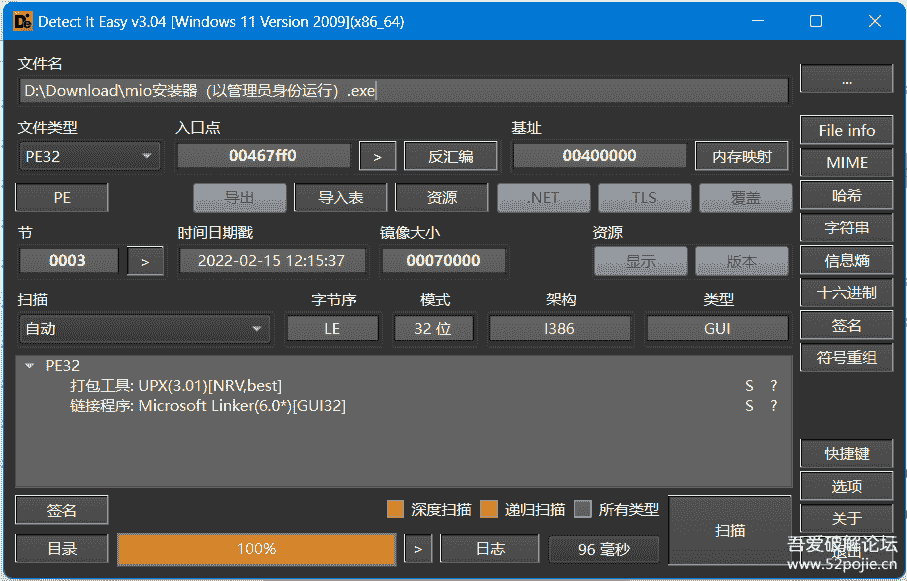 Detect It Easy v3.04 [Windows 11 Version 2009](x86_64)
文件名
D:\Download\mio安装器（以管理员身份运行）.exe
...
文件类型 入口点 基址
File info
PE32 00467ff0 > 反汇编 00400000 内存映射
MIME
PE 导出 导入表 资源 .NET TLS 覆盖
哈希
节 时间日期戳 镜像大小 资源
字符串
0003 > 2022-02-15 12:15:37 00070000 显示 版本
信息熵
扫描 字节序 模式 架构 类型
十六进制
自动 LE 32 位 I386 GUI
签名
符号重组
PE32
打包工具: UPX(3.01)[NRV,best] S ?
链接程序: Microsoft Linker(6.0*)[GUI32] S ?
快捷键
选项
签名 深度扫描 递归扫描 所有类型 扫描
关于
目录 100% > 日志 96 毫秒
退出
吾爱破解论坛
www.52pojie.cn